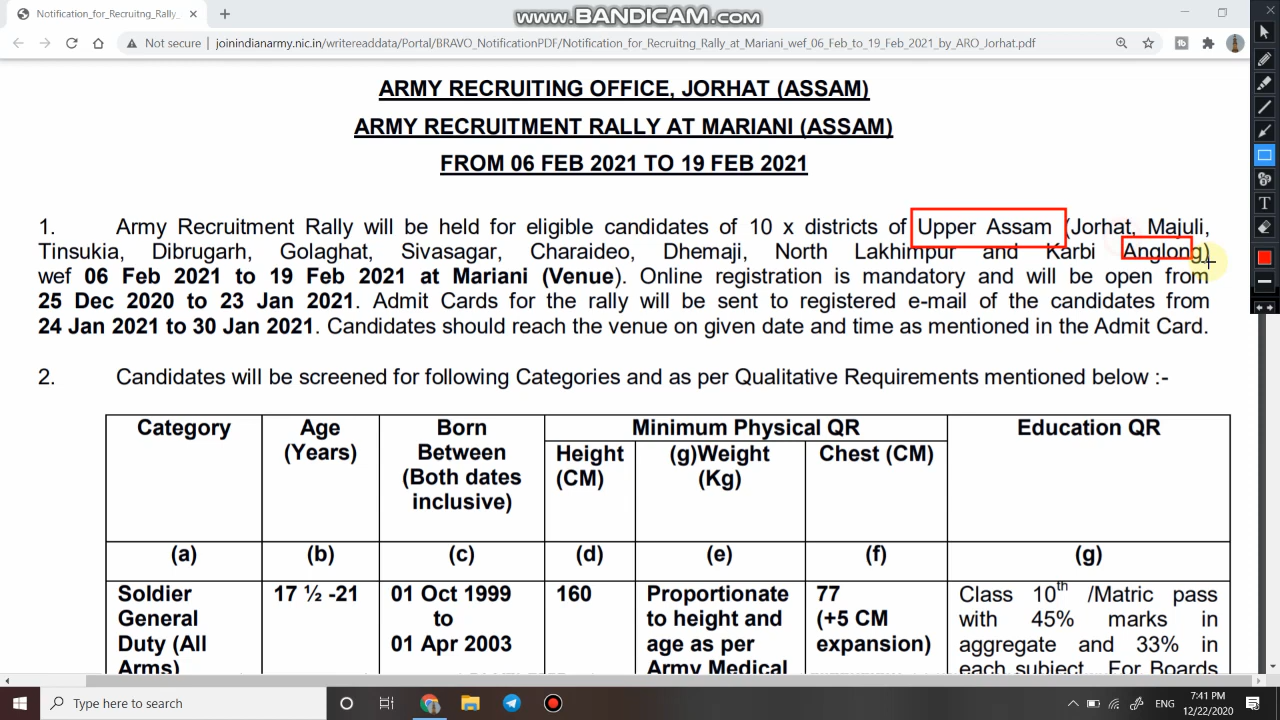 Notification_for_Recruitng_Rally_
www.BANDICAM.com
Not secure | joinindianarmy.nic.in/writereaddata/Portal/BRAVO_NotificationPDF/Notification_for_Recruitng_Rally_at_Mariani_wef_06_Feb_to_19_Feb_2021_by_ARO_Jorhat.pdf
ARMY RECRUITING OFFICE, JORHAT (ASSAM)
ARMY RECRUITMENT RALLY AT MARIANI (ASSAM)
FROM 06 FEB 2021 TO 19 FEB 2021
1. Army Recruitment Rally will be held for eligible candidates of 10 x districts of Upper Assam (Jorhat, Majuli,
Tinsukia, Dibrugarh, Golaghat, Sivasagar, Charaideo, Dhemaji, North Lakhimpur and Karbi Anglong)
wef 06 Feb 2021 to 19 Feb 2021 at Mariani (Venue). Online registration is mandatory and will be open from
25 Dec 2020 to 23 Jan 2021. Admit Cards for the rally will be sent to registered e-mail of the candidates from
24 Jan 2021 to 30 Jan 2021. Candidates should reach the venue on given date and time as mentioned in the Admit Card.
2. Candidates will be screened for following Categories and as per Qualitative Requirements mentioned below :-
Category
Age
(Years)
Born
Between
(Both dates
inclusive)
Minimum Physical QR
Height
(CM)
(g)Weight
(Kg)
Chest (CM)
Education QR
(a) (b) (c) (d) (e) (f) (g)
Soldier
General
Duty (All
Arms)
17 ½ -21
01 Oct 1999
to
01 Apr 2003
160
Proportionate
to height and
age as per
Army Medical
77
(+5 CM
expansion)
Class 10th /Matric pass
with 45% marks in
aggregate and 33% in
each subject. For Boards
Type here to search
ENG
7:41 PM
12/22/2020